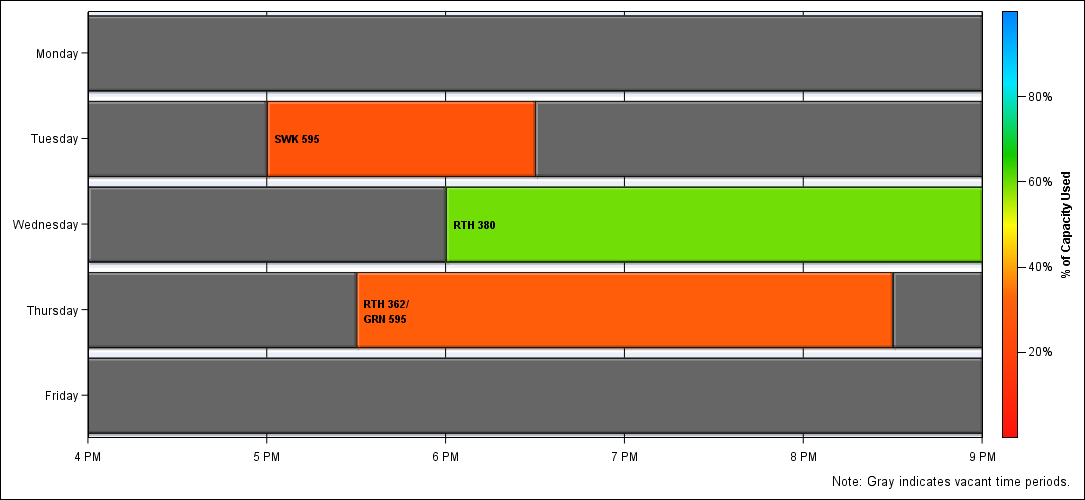 Monday
Tuesday
SWK 595
Wednesday
RTH 380
Thursday
RTH 362/
GRN 595
Friday
4 PM
5 PM
6 PM
7 PM
8 PM
9 PM
80%
60%
40%
20%
% of Capacity Used
Note: Gray indicates vacant time periods.